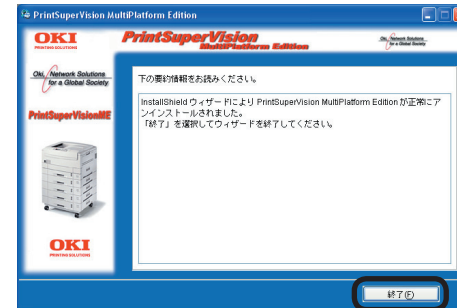 PrintSuperVision MultiPlatform Edition
OKI
PRINTING SOLUTIONS
PrintSuperVision
MultiPlatform Edition
Oki, Network Solutions
for a Global Society
Oki, Network Solutions
for a Global Society
PrintSuperVisionME
OKI
PRINTING SOLUTIONS
下の要約情報をお読みください。
InstallShield ウィザードにより PrintSuperVision MultiPlatform Edition が正常にア
ンインストールされました。
「終了」を選択してウィザードを終了してください。
終了(F)